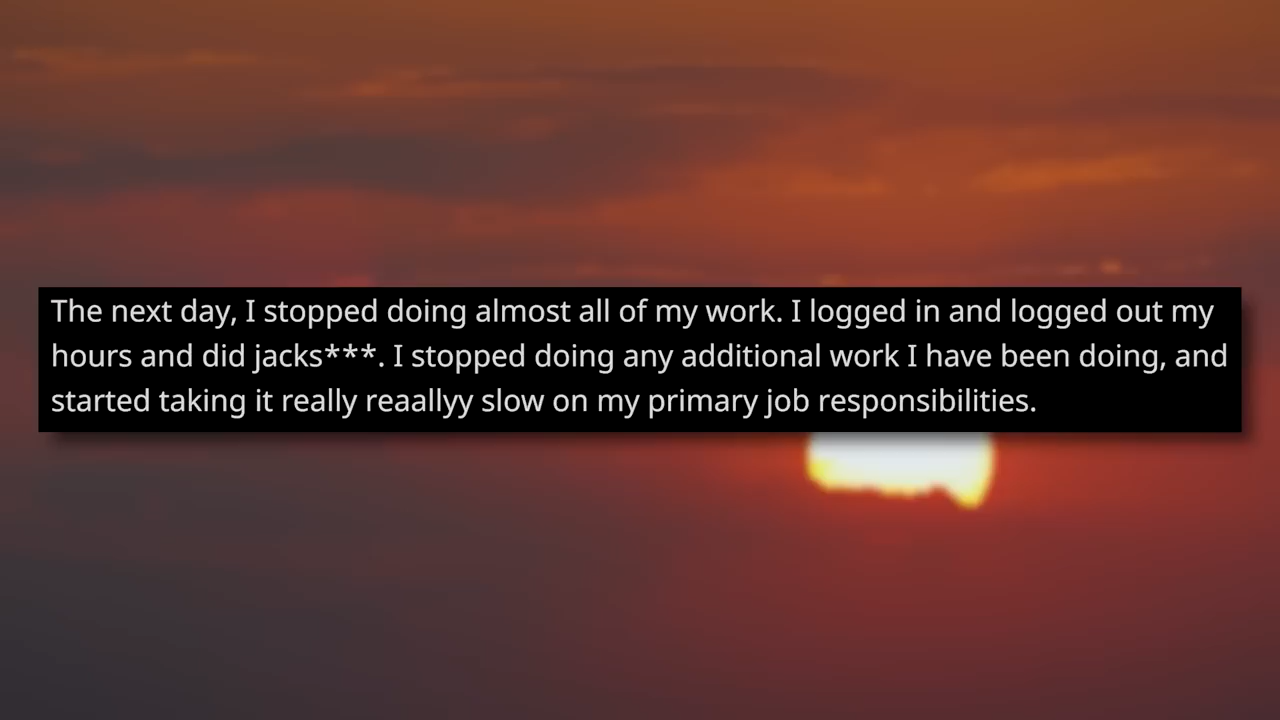 The next day, I stopped doing almost all of my work. I logged in and logged out my
hours and did jacks***. I stopped doing any additional work I have been doing, and
started taking it really reaallyy slow on my primary job responsibilities.